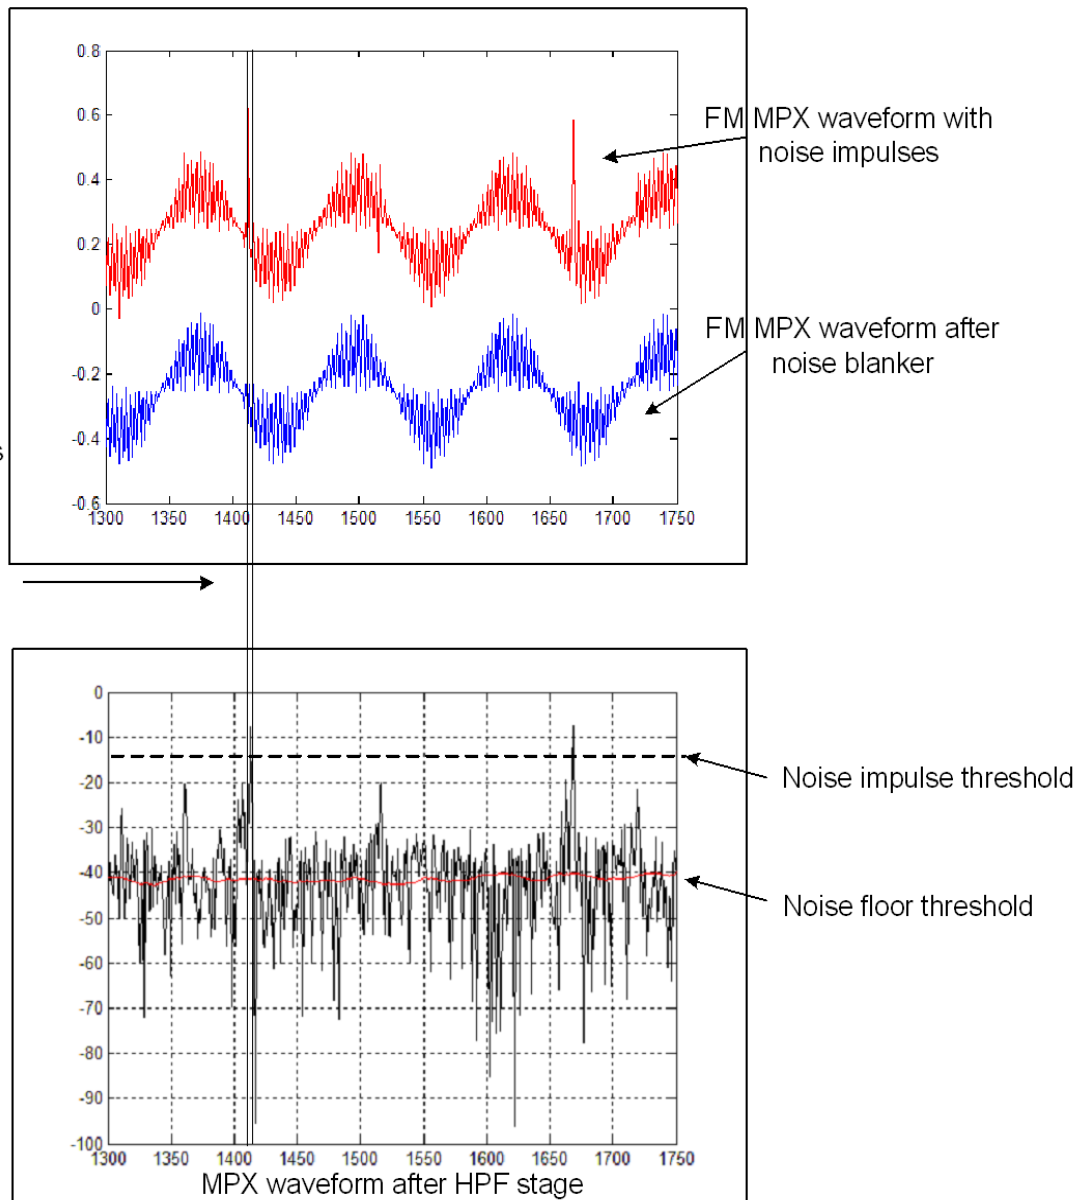 0.8
0.6
0.4
0.2
0
-0.2
-0.4
-0.6
1300 1350 1400 1450 1500 1550 1600 1650 1700 1750
FM MPX waveform with
noise impulses
FM MPX waveform after
noise blanker
s
0
-10
-20
-30
-40
-50
-60
-70
-80
-90
-100
1300 1350 1400 1450 1500 1550 1600 1650 1700 1750
Noise impulse threshold
Noise floor threshold
MPX waveform after HPF stage